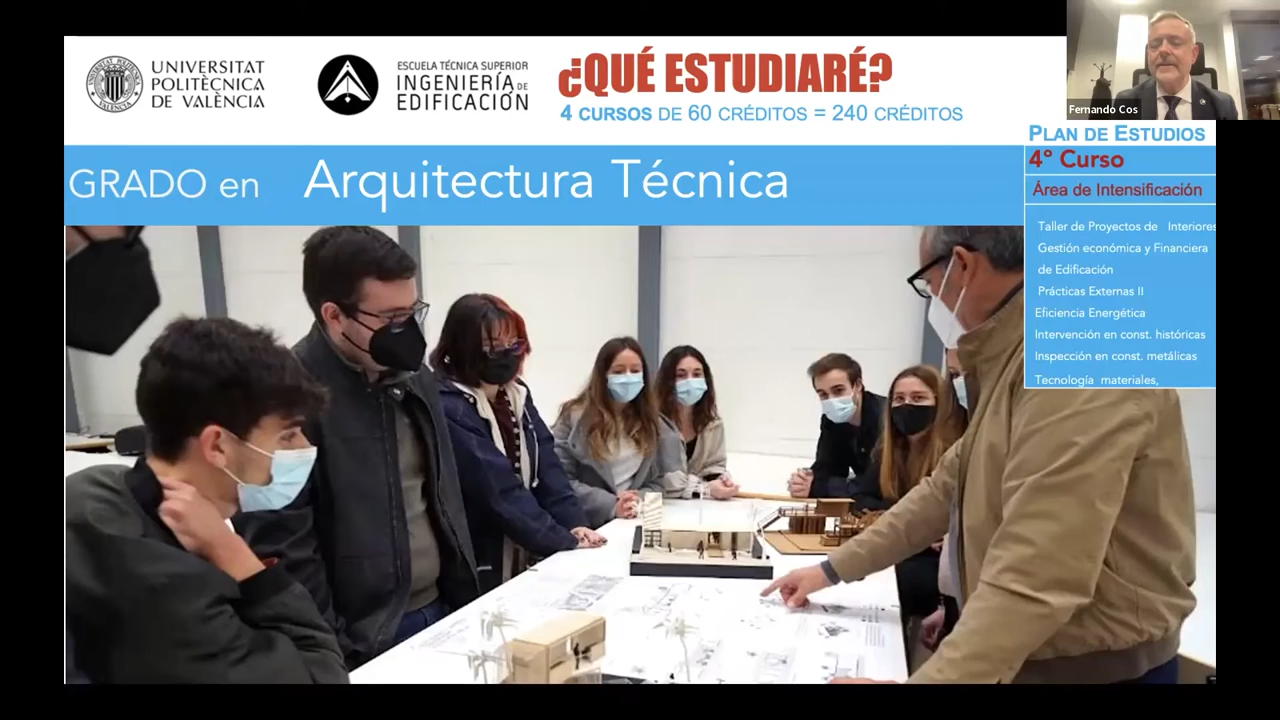 UNIVERSITAT
POLITÈCNICA
DE VALÈNCIA
ESCUELA TÉCNICA SUPERIOR
INGENIERÍA DE
EDIFICACIÓN
¿QUÉ ESTUDIARÉ?
4 CURSOS DE 60 CRÉDITOS = 240 CRÉDITOS
Fernando Cos
PLAN DE ESTUDIOS
4º Curso
Área de Intensificación
GRADO en Arquitectura Técnica
Taller de Proyectos de Interiores
Gestión económica y Financiera
de Edificación
Prácticas Externas II
Eficiencia Energética
Intervención en const. históricas
Inspección en const. metálicas
Tecnología materiales,